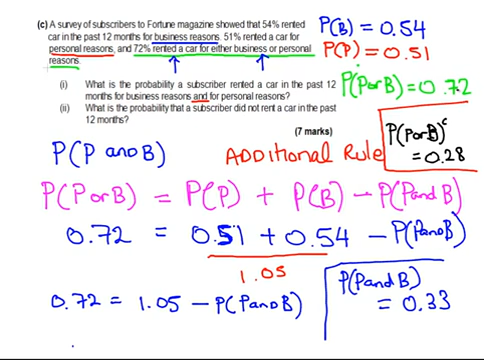 (c) A survey of subscribers to Fortune magazine showed that 54% rented
car in the past 12 months for business reasons. 51% rented a car for
personal reasons, and 72% rented a car for either business or personal
reasons.
P(B) = 0.54
P(P) = 0.51
P(PorB) = 0.72
(i) What is the probability a subscriber rented a car in the past 12
months for business reasons and for personal reasons?
(ii) What is the probability that a subscriber did not rent a car in the past
12 months?
(7 marks)
P(PorB)ᶜ
= 0.28
P(P and B)
ADDITIONAL RULE
P(P or B) = P(P) + P(B) - P(P and B)
0.72 = 0.51 + 0.54 - P(P and B)
1.05
0.72 = 1.05 - P(P and B)
P(P and B)
= 0.33